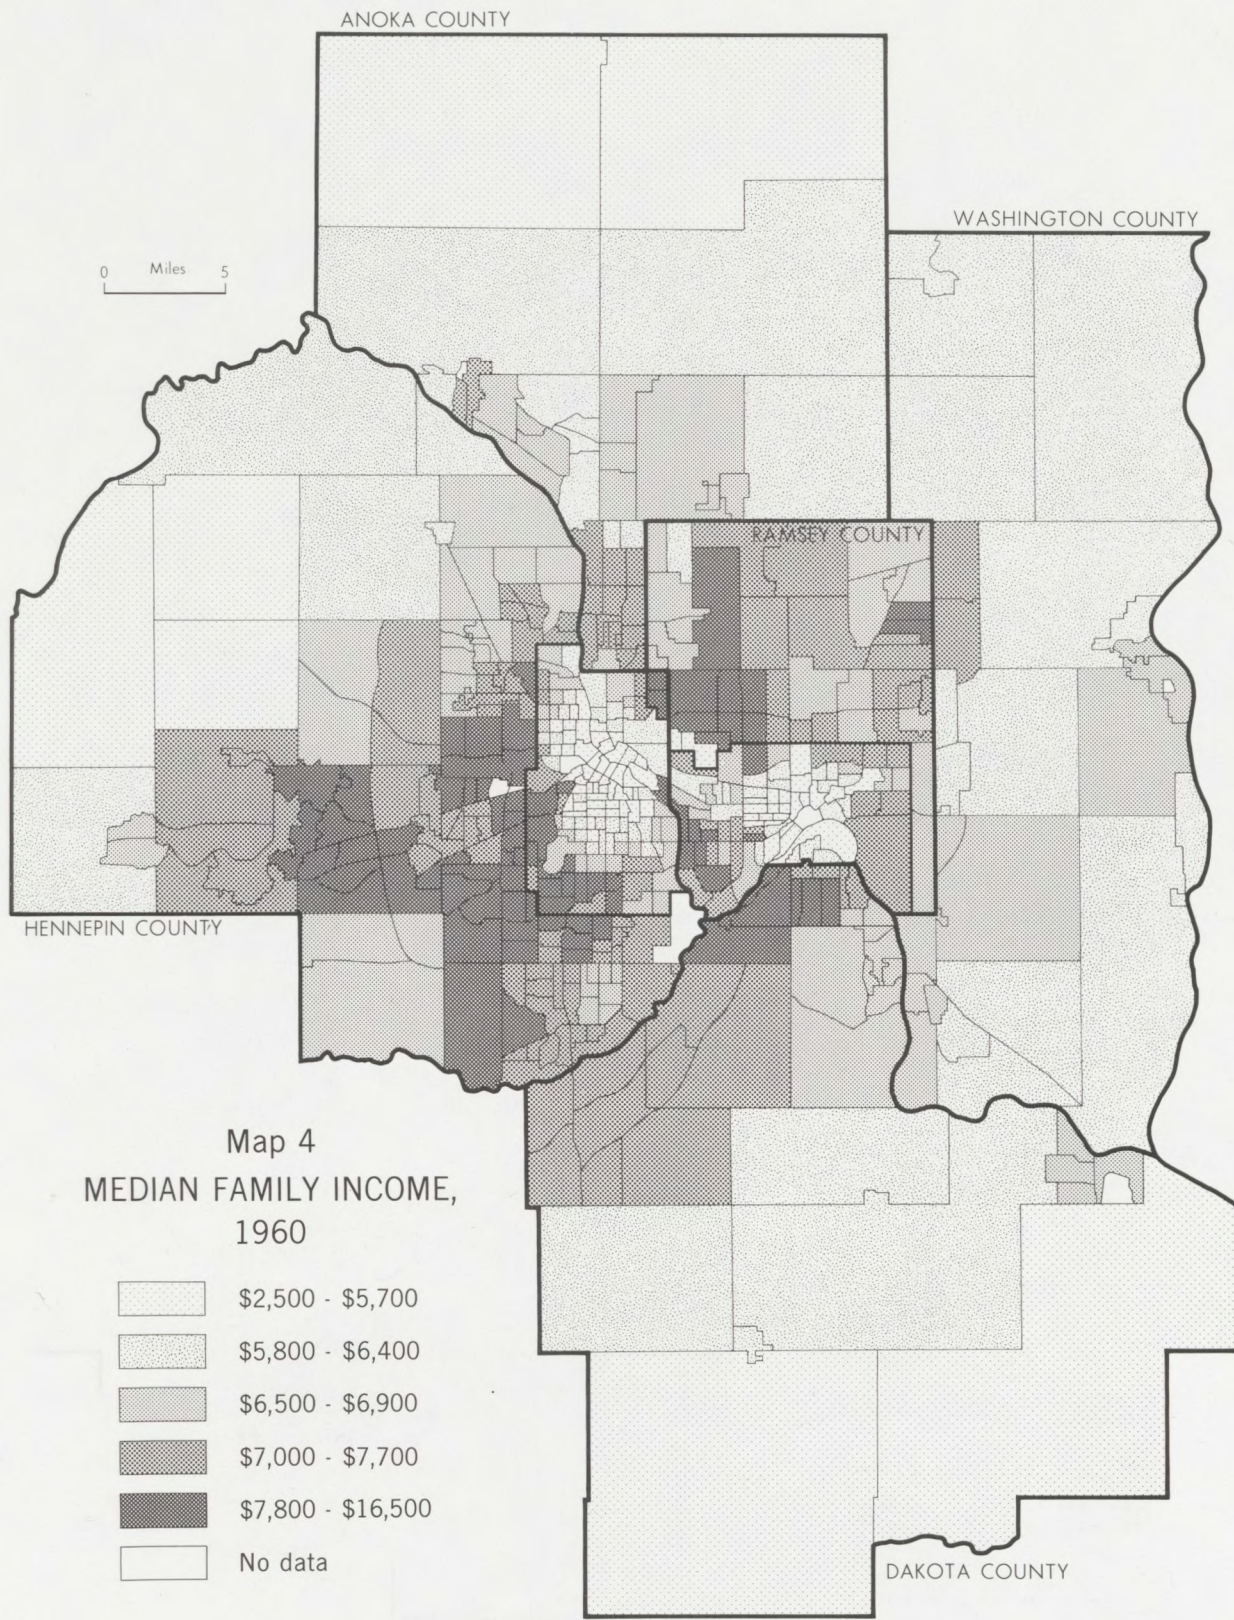 ANOKA COUNTY
WASHINGTON COUNTY
0 Miles 5
RAMSEY COUNTY
HENNEPIN COUNTY
Map 4
MEDIAN FAMILY INCOME,
1960
$2,500 - $5,700
$5,800 - $6,400
$6,500 - $6,900
$7,000 - $7,700
$7,800 - $16,500
No data
DAKOTA COUNTY